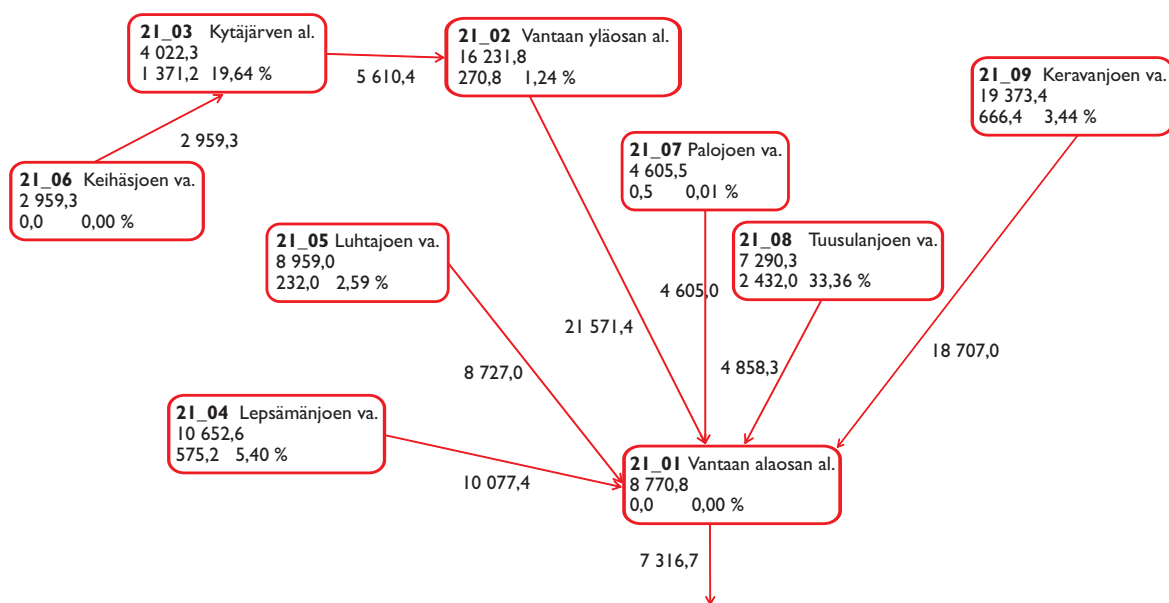 21_03 Kytäjärven al.
4 022,3
1 371,2 19,64 %
5 610,4
21_02 Vantaan yläosan al.
16 231,8
270,8 1,24 %
21_09 Keravanjoen va.
19 373,4
666,4 3,44 %
2 959,3
21_06 Keihäsjoen va.
2 959,3
0,0 0,00 %
21_07 Palojoen va.
4 605,5
0,5 0,01 %
21_05 Luhtajoen va.
8 959,0
232,0 2,59 %
21_08 Tuusulanjoen va.
7 290,3
2 432,0 33,36 %
4 605,0
21 571,4
18 707,0
8 727,0
4 858,3
21_04 Lepsämänjoen va.
10 652,6
575,2 5,40 %
10 077,4
21_01 Vantaan alaosan al.
8 770,8
0,0 0,00 %
7 316,7